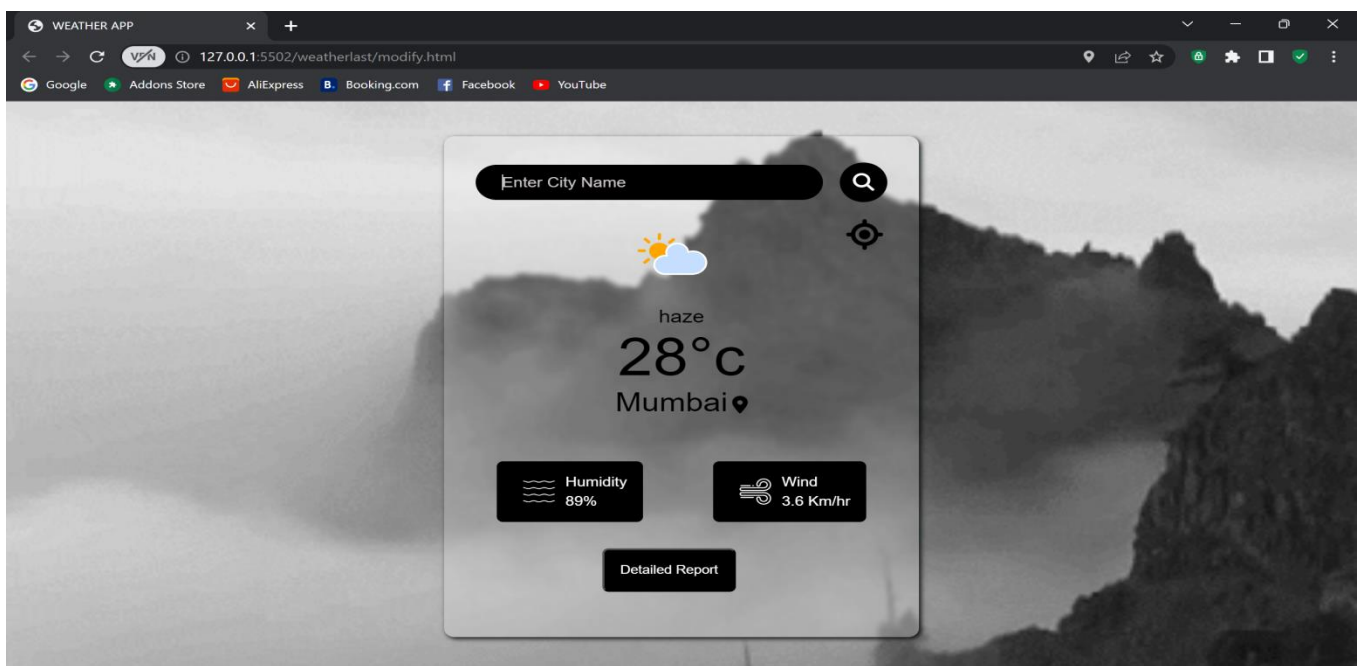 WEATHER APP
VPN 127.0.0.1:5502/weatherlast/modify.html
Google Addons Store AliExpress B. Booking.com Facebook YouTube
Enter City Name
haze
28°c
Mumbai
Humidity
89%
Wind
3.6 Km/hr
Detailed Report